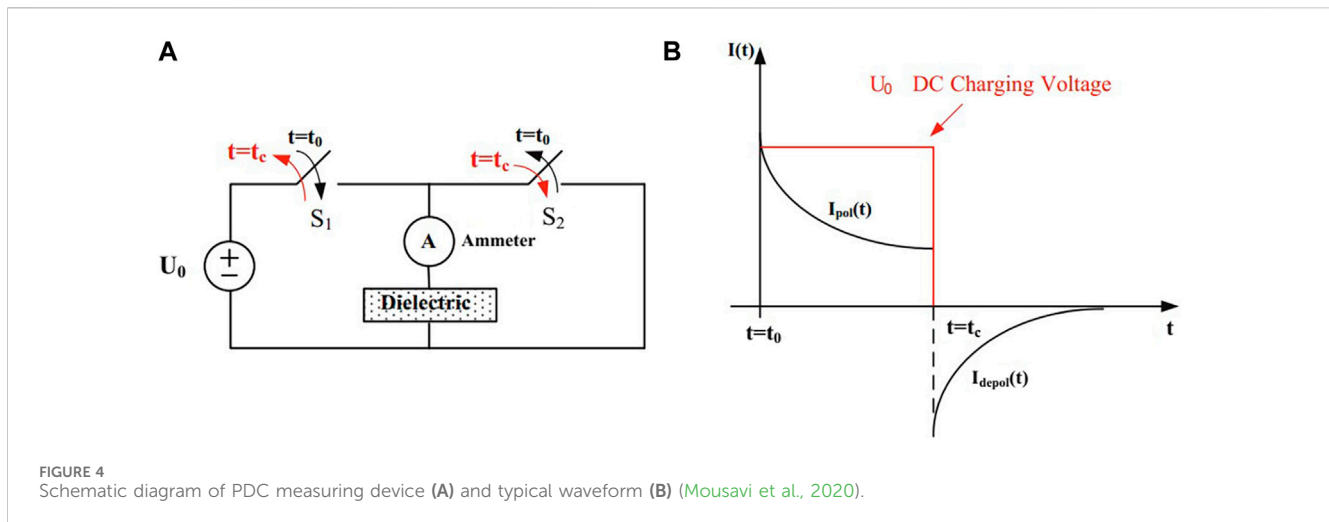 A
B
I(t)
U₀ DC Charging Voltage
t=t₀
t=t₀
t=tc
t=tc
S₁
S₂
Ipol(t)
A Ammeter
U₀
Dielectric
t=t₀
t=tc
t
Idepol(t)
FIGURE 4
Schematic diagram of PDC measuring device (A) and typical waveform (B) (Mousavi et al., 2020).